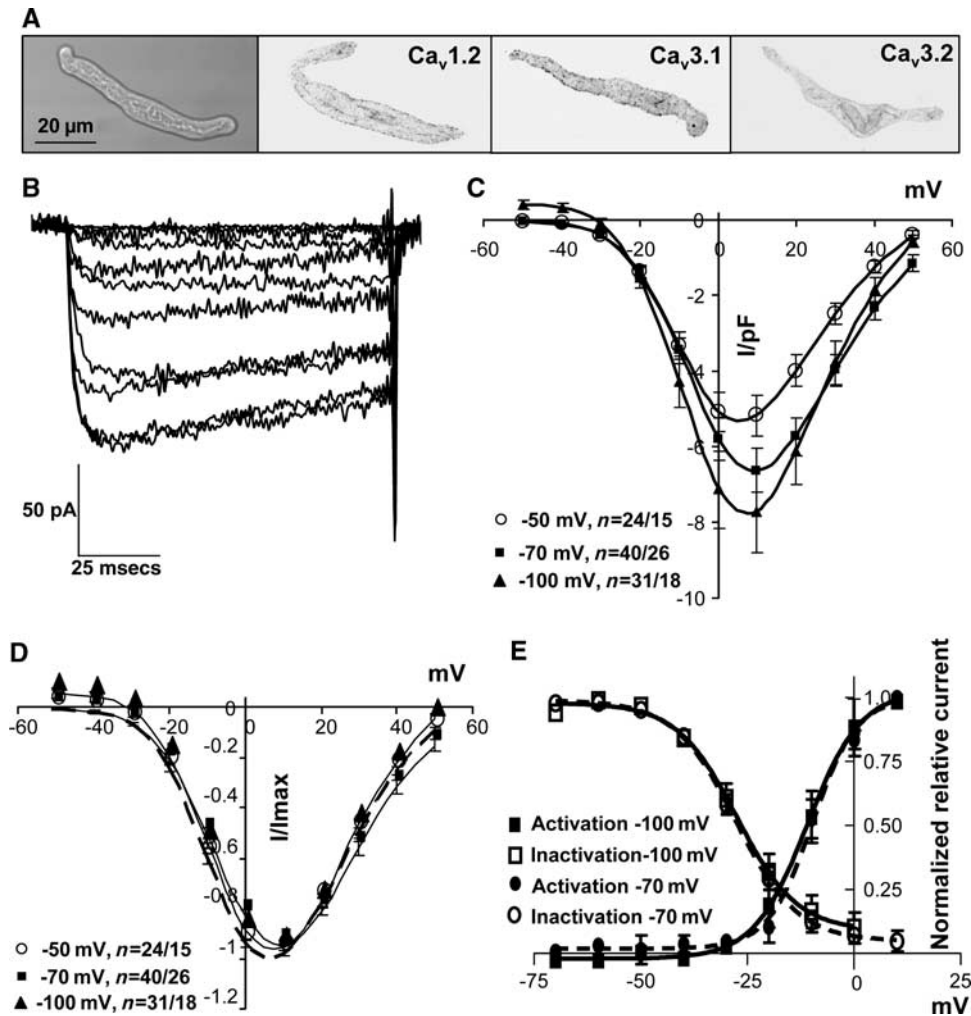 A
Cav1.2
Cav3.1
Cav3.2
20 µm
B
50 pA
25 msecs
C
mV
-60 -40 -20 0 20 40 60
-2
-4
-6
-8
-10
I/pF
-50 mV, n=24/15
-70 mV, n=40/26
-100 mV, n=31/18
D
mV
-60 -40 -20 0 20 40 60
-0.2
-0.4
-0.6
-0.8
-1
-1.2
I/Imax
-50 mV, n=24/15
-70 mV, n=40/26
-100 mV, n=31/18
E
Normalized relative current
1.0
0.75
0.50
0.25
Activation -100 mV
Inactivation-100 mV
Activation -70 mV
Inactivation -70 mV
-75 -50 -25 0 25
mV